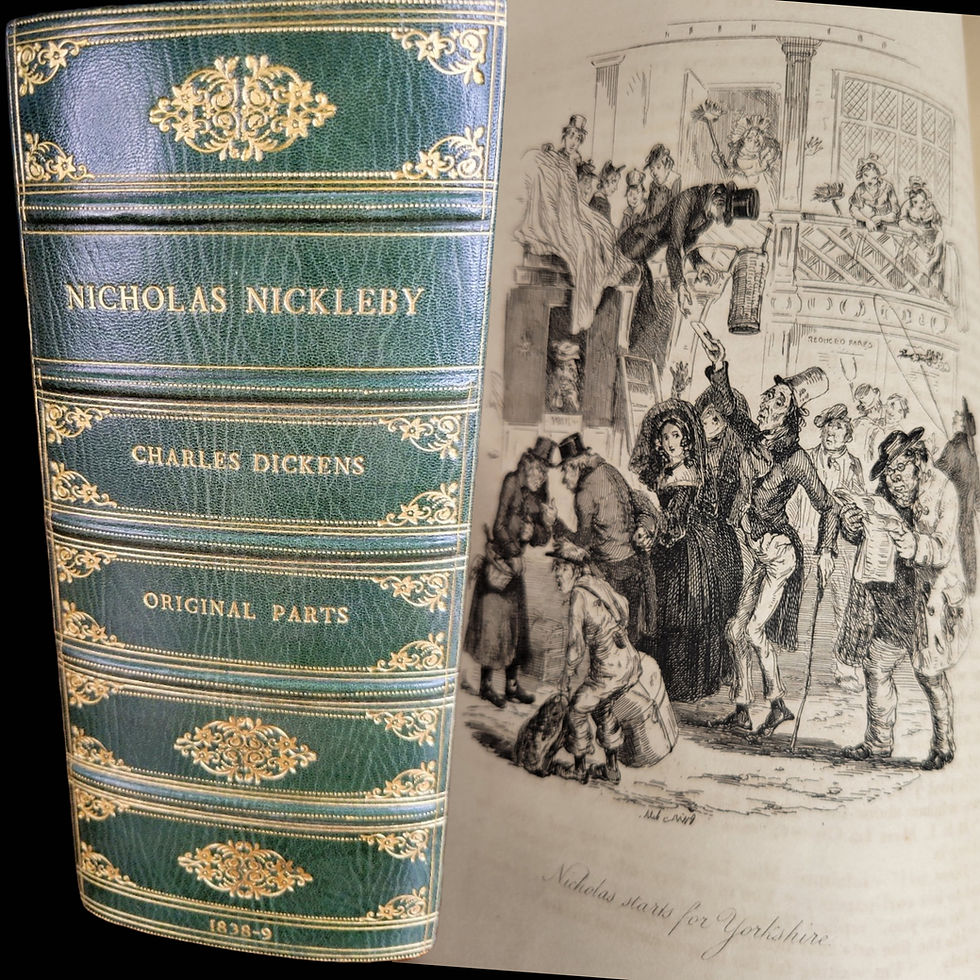 NICHOLAS NICKLEBY
CHARLES DICKENS
ORIGINAL PARTS
1838-9
REDUCED FARES
Nicholas starts for Yorkshire.